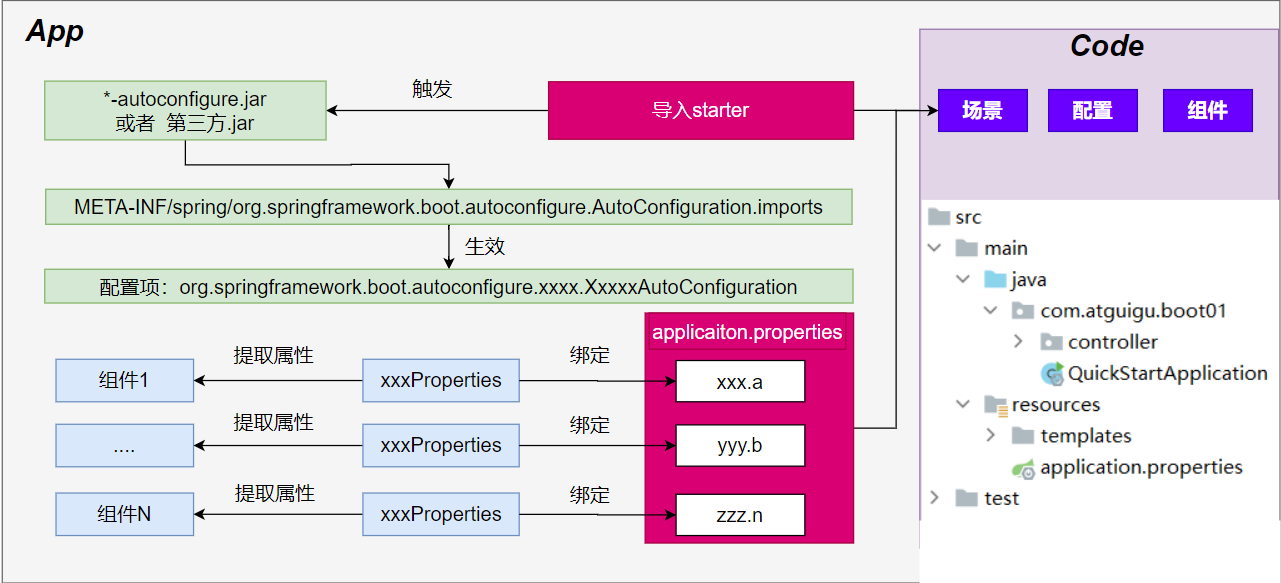 App
*-autoconfigure.jar
或者 第三方.jar
触发
导入starter
META-INF/spring/org.springframework.boot.autoconfigure.AutoConfiguration.imports
生效
配置项：org.springframework.boot.autoconfigure.xxxx.XxxxxAutoConfiguration
applicaiton.properties
组件1
提取属性
xxxProperties
绑定
xxx.a
....
提取属性
xxxProperties
绑定
yyy.b
组件N
提取属性
xxxProperties
绑定
zzz.n
Code
场景
配置
组件
src
main
java
com.atguigu.boot01
controller
QuickStartApplication
resources
templates
application.properties
test